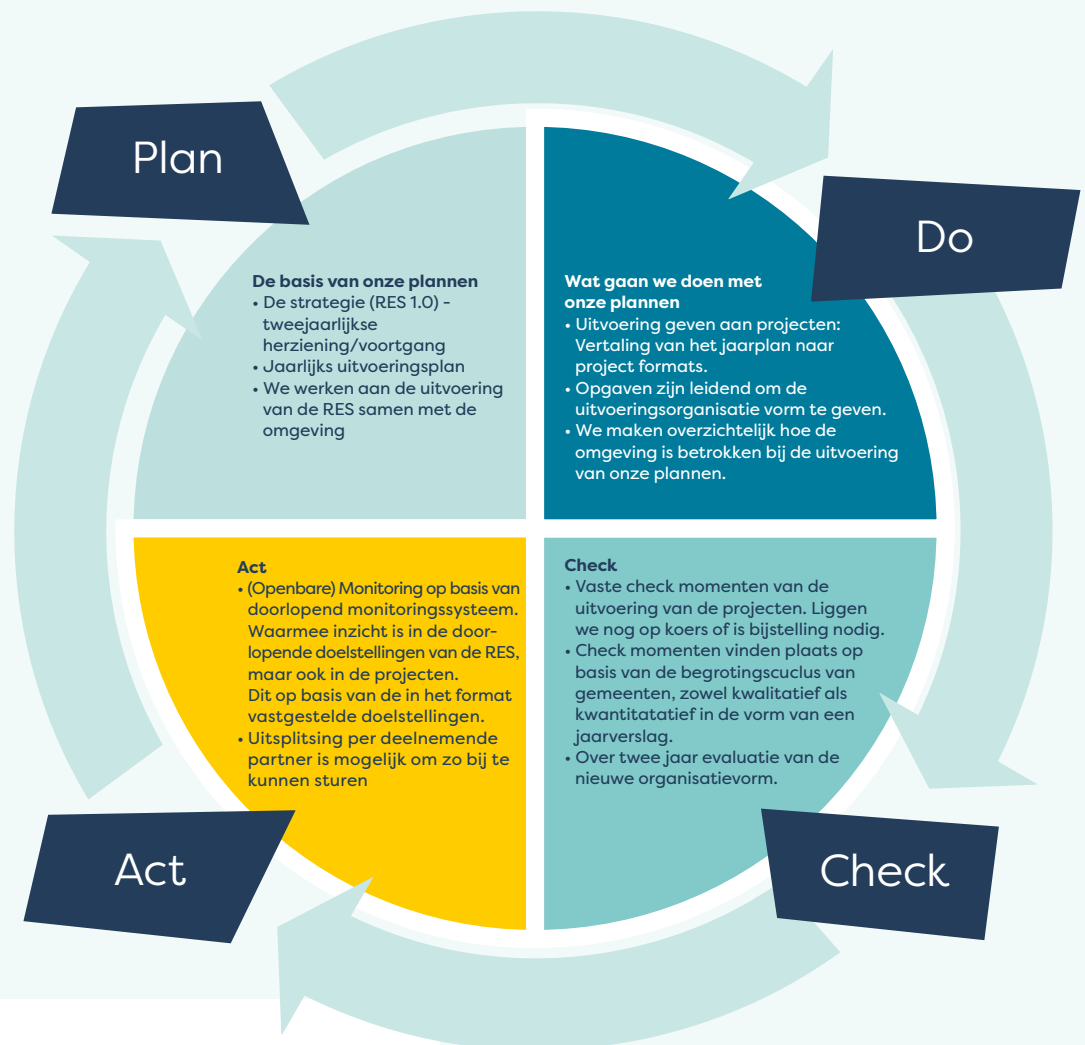 Plan
De basis van onze plannen
• De strategie (RES 1.0) -
tweejaarlijkse
herziening/voortgang
• Jaarlijks uitvoeringsplan
• We werken aan de uitvoering
van de RES samen met de
omgeving
Do
Wat gaan we doen met
onze plannen
• Uitvoering geven aan projecten:
Vertaling van het jaarplan naar
project formats.
• Opgaven zijn leidend om de
uitvoeringsorganisatie vorm te geven.
• We maken overzichtelijk hoe de
omgeving is betrokken bij de uitvoering
van onze plannen.
Check
• Vaste check momenten van de
uitvoering van de projecten. Liggen
we nog op koers of is bijstelling nodig.
• Check momenten vinden plaats op
basis van de begrotingscuclus van
gemeenten, zowel kwalitatief als
kwantitatatief in de vorm van een
jaarverslag.
• Over twee jaar evaluatie van de
nieuwe organisatievorm.
Check
Act
• (Openbare) Monitoring op basis van
doorlopend monitoringssysteem.
Waarmee inzicht is in de door-
lopende doelstellingen van de RES,
maar ook in de projecten.
Dit op basis van de in het format
vastgestelde doelstellingen.
• Uitsplitsing per deelnemende
partner is mogelijk om zo bij te
kunnen sturen
Act